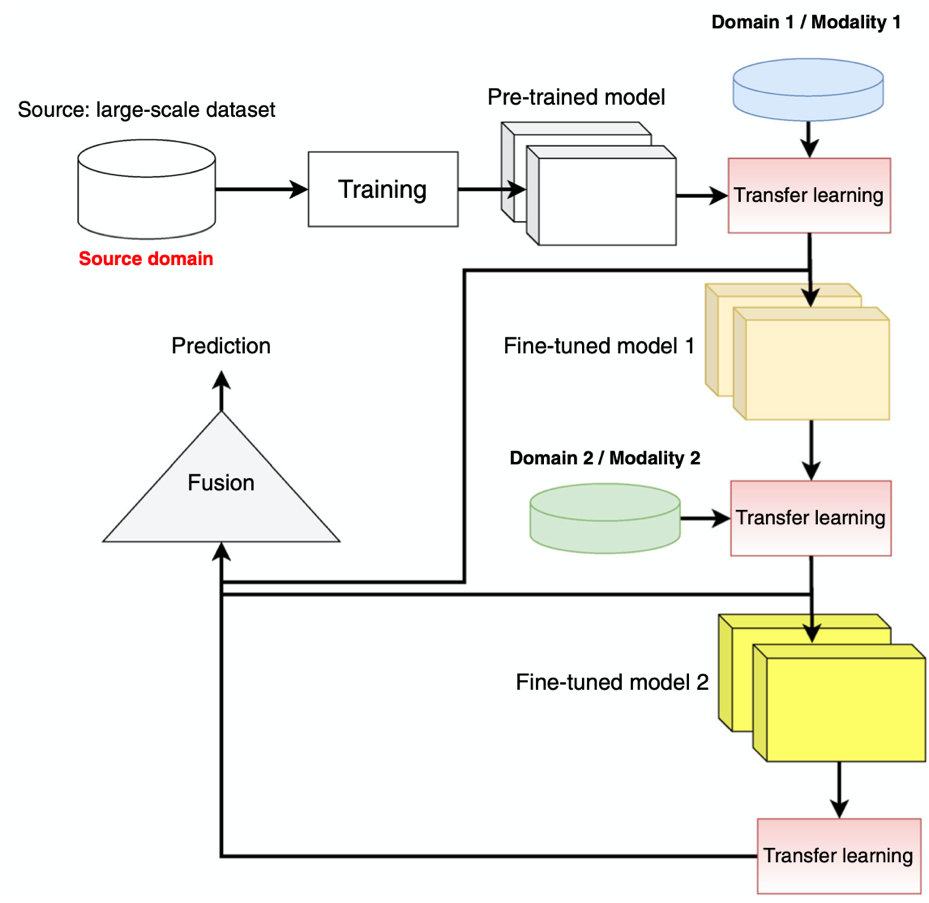 Domain 1 / Modality 1
Source: large-scale dataset
Pre-trained model
Training
Transfer learning
Source domain
Prediction
Fine-tuned model 1
Domain 2 / Modality 2
Fusion
Transfer learning
Fine-tuned model 2
Transfer learning